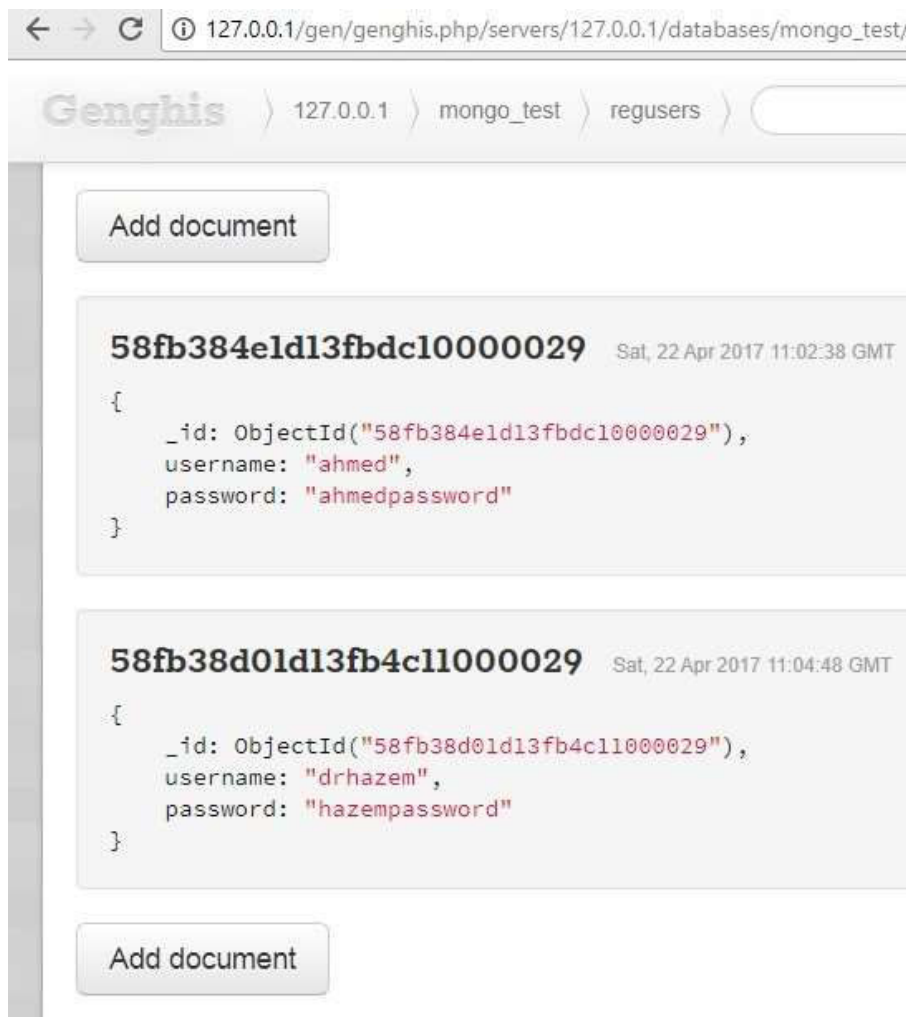 127.0.0.1/gen/genghis.php/servers/127.0.0.1/databases/mongo_test/
Genghis 127.0.0.1 mongo_test regusers
Add document
58fb384e1d13fbdc10000029 Sat, 22 Apr 2017 11:02:38 GMT
{
_id: ObjectId("58fb384e1d13fbdc10000029"),
username: "ahmed",
password: "ahmedpassword"
}
58fb38d01d13fb4c11000029 Sat, 22 Apr 2017 11:04:48 GMT
{
_id: ObjectId("58fb38d01d13fb4c11000029"),
username: "drhazem",
password: "hazempassword"
}
Add document